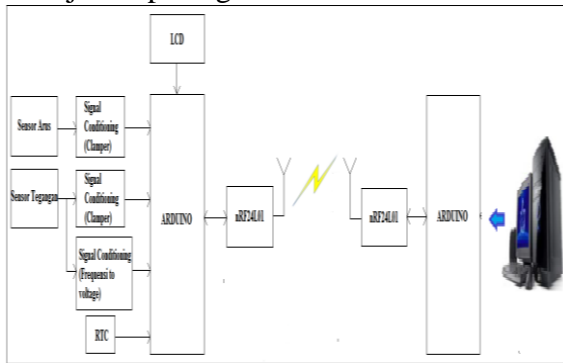 LCD
Sensor Arus
Signal
Conditioning
(Clamper)
Sensor Tegangan
Signal
Conditioning
(Clamper)
Signal Conditioning
(Frequensi to
voltage)
RTC
ARDUINO
nRF24L01
nRF24L01
ARDUINO